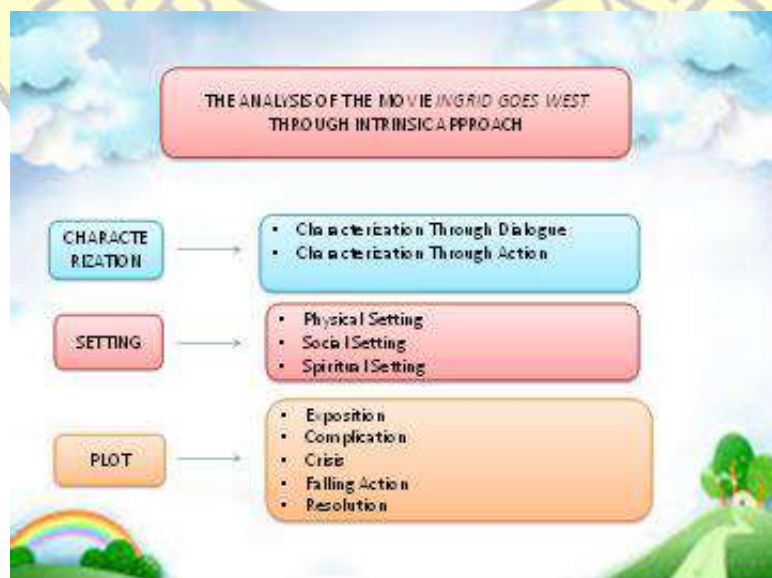 THE ANALYSIS OF THE MOVIE INGRID GOES WEST
THROUGH INTRINSIC APPROACH
CHARACTE
RIZATION
• Characterization Through Dialogue
• Characterization Through Action
SETTING
• Physical Setting
• Social Setting
• Spiritual Setting
PLOT
• Exposition
• Complication
• Crisis
• Falling Action
• Resolution